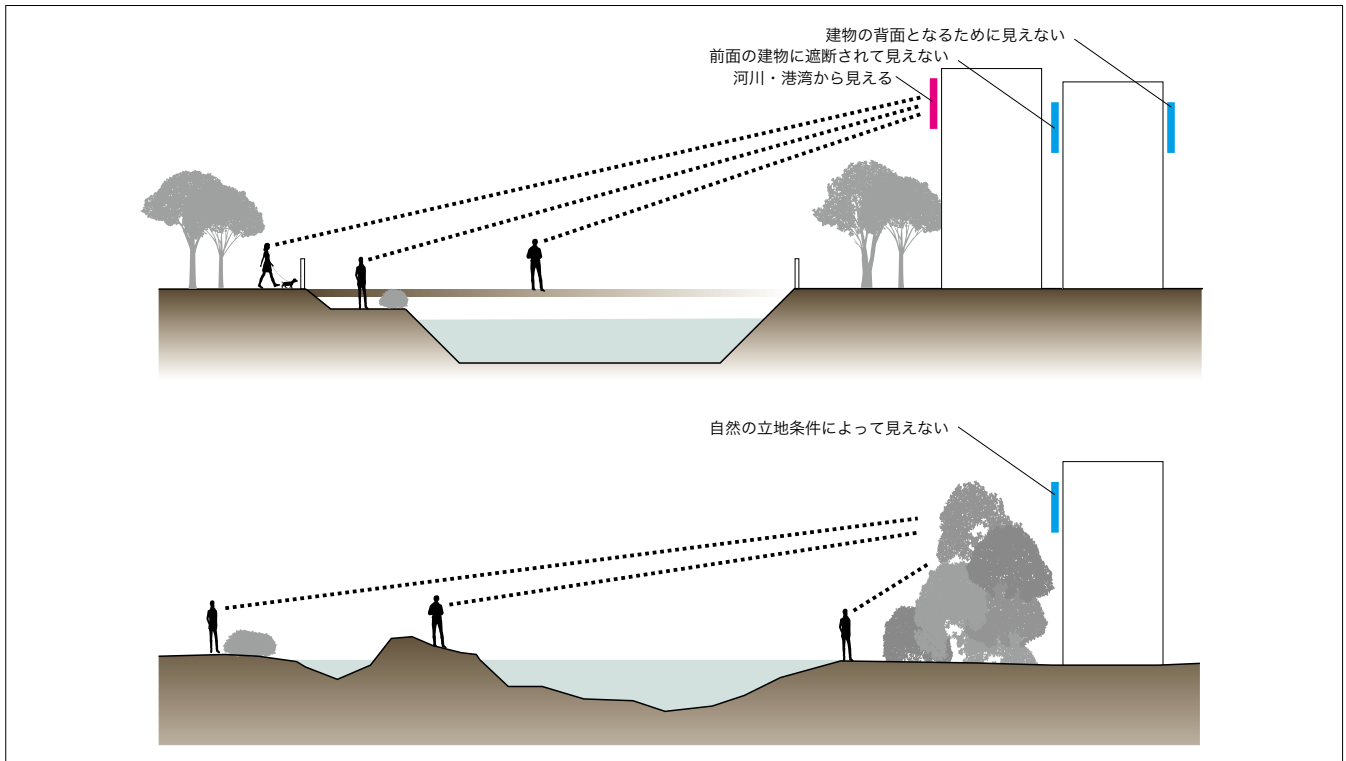 建物の背面となるために見えない
前面の建物に遮断されて見えない
河川・港湾から見える
自然の立地条件によって見えない